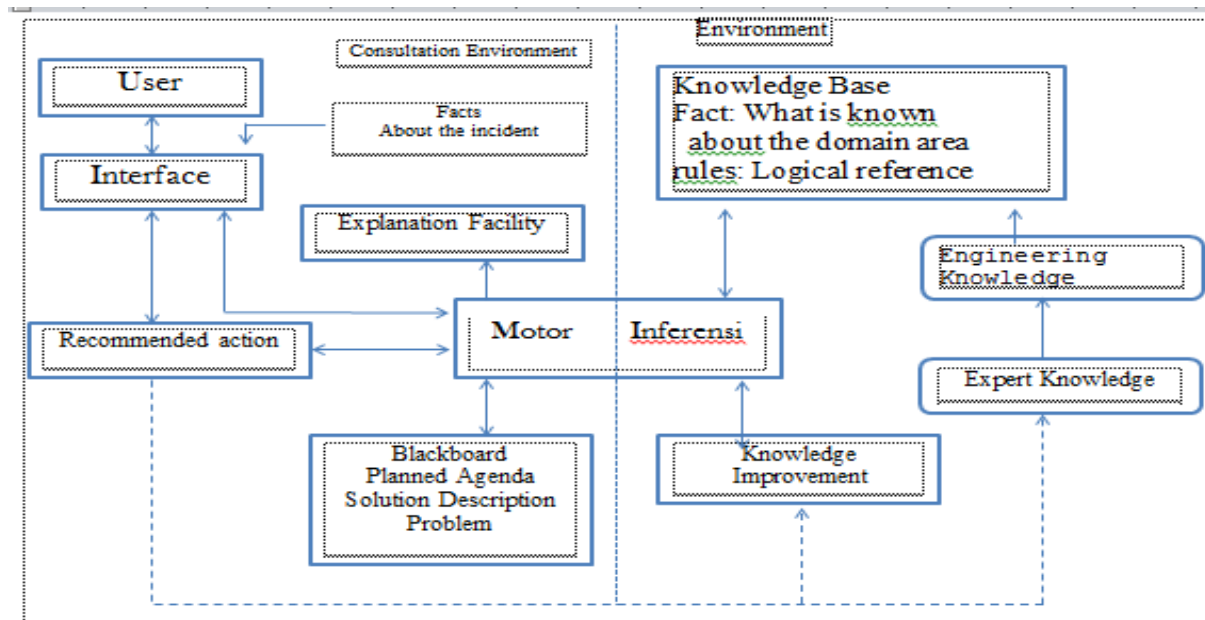 Environment
Consultation Environment
User
Facts
About the incident
Interface
Knowledge Base
Fact: What is known
about the domain area
rules: Logical reference
Explanation Facility
Engineering
Knowledge
Motor Inferensi
Recommended action
Expert Knowledge
Blackboard
Planned Agenda
Solution Description
Problem
Knowledge
Improvement